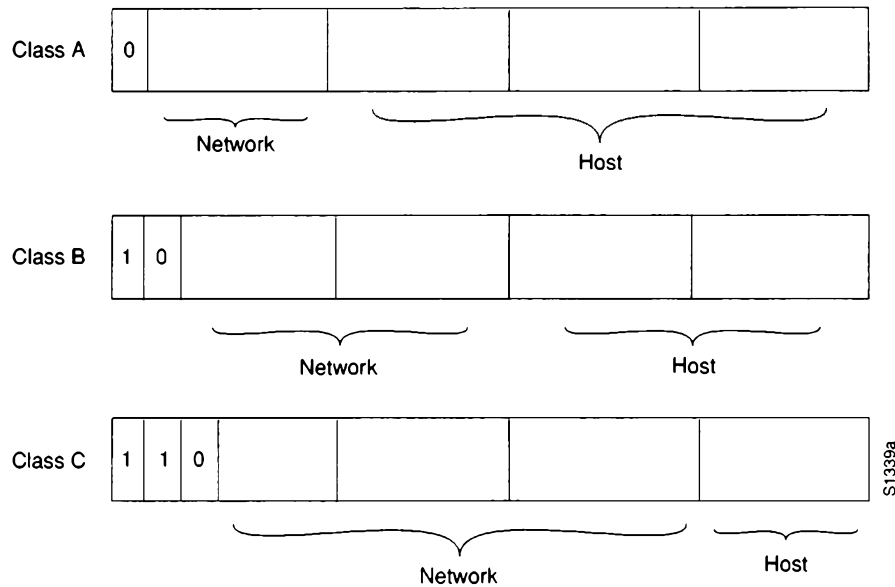 Class A 0
Network
Host
Class B 1 0
Network
Host
Class C 1 1 0
Network
Host
S1339a